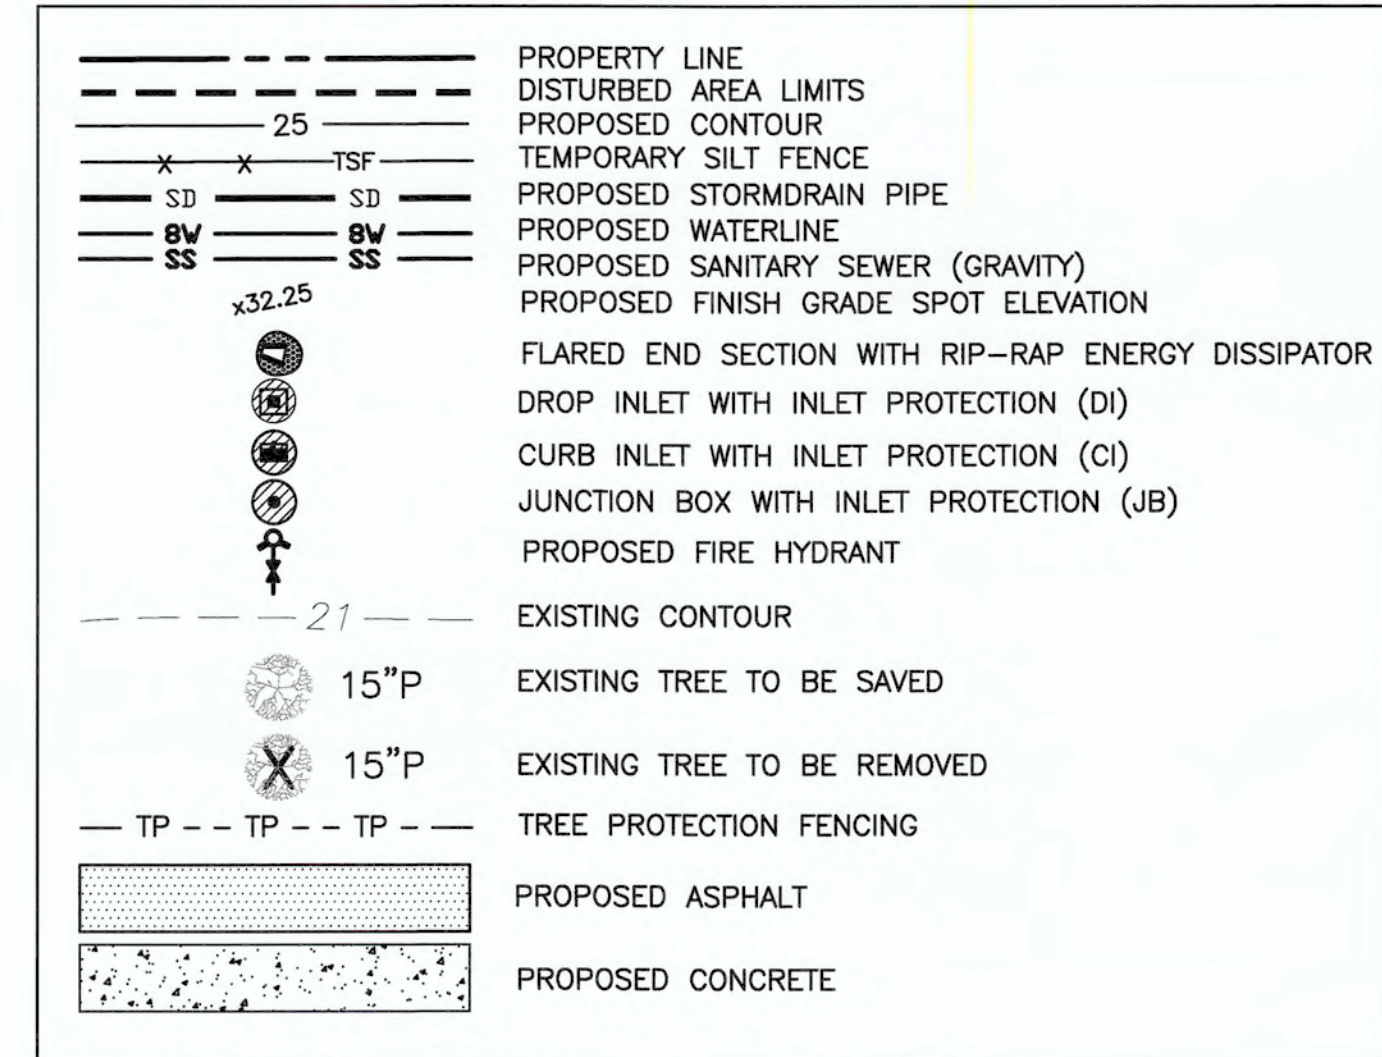 PROPERTY LINE
DISTURBED AREA LIMITS
25 PROPOSED CONTOUR
X X TSF TEMPORARY SILT FENCE
SD SD PROPOSED STORMDRAIN PIPE
8W 8W PROPOSED WATERLINE
SS SS PROPOSED SANITARY SEWER (GRAVITY)
x32.25 PROPOSED FINISH GRADE SPOT ELEVATION
FLARED END SECTION WITH RIP-RAP ENERGY DISSIPATOR
DROP INLET WITH INLET PROTECTION (DI)
CURB INLET WITH INLET PROTECTION (CI)
JUNCTION BOX WITH INLET PROTECTION (JB)
PROPOSED FIRE HYDRANT
21 EXISTING CONTOUR
15"P EXISTING TREE TO BE SAVED
15"P EXISTING TREE TO BE REMOVED
TP TP TP TREE PROTECTION FENCING
PROPOSED ASPHALT
PROPOSED CONCRETE